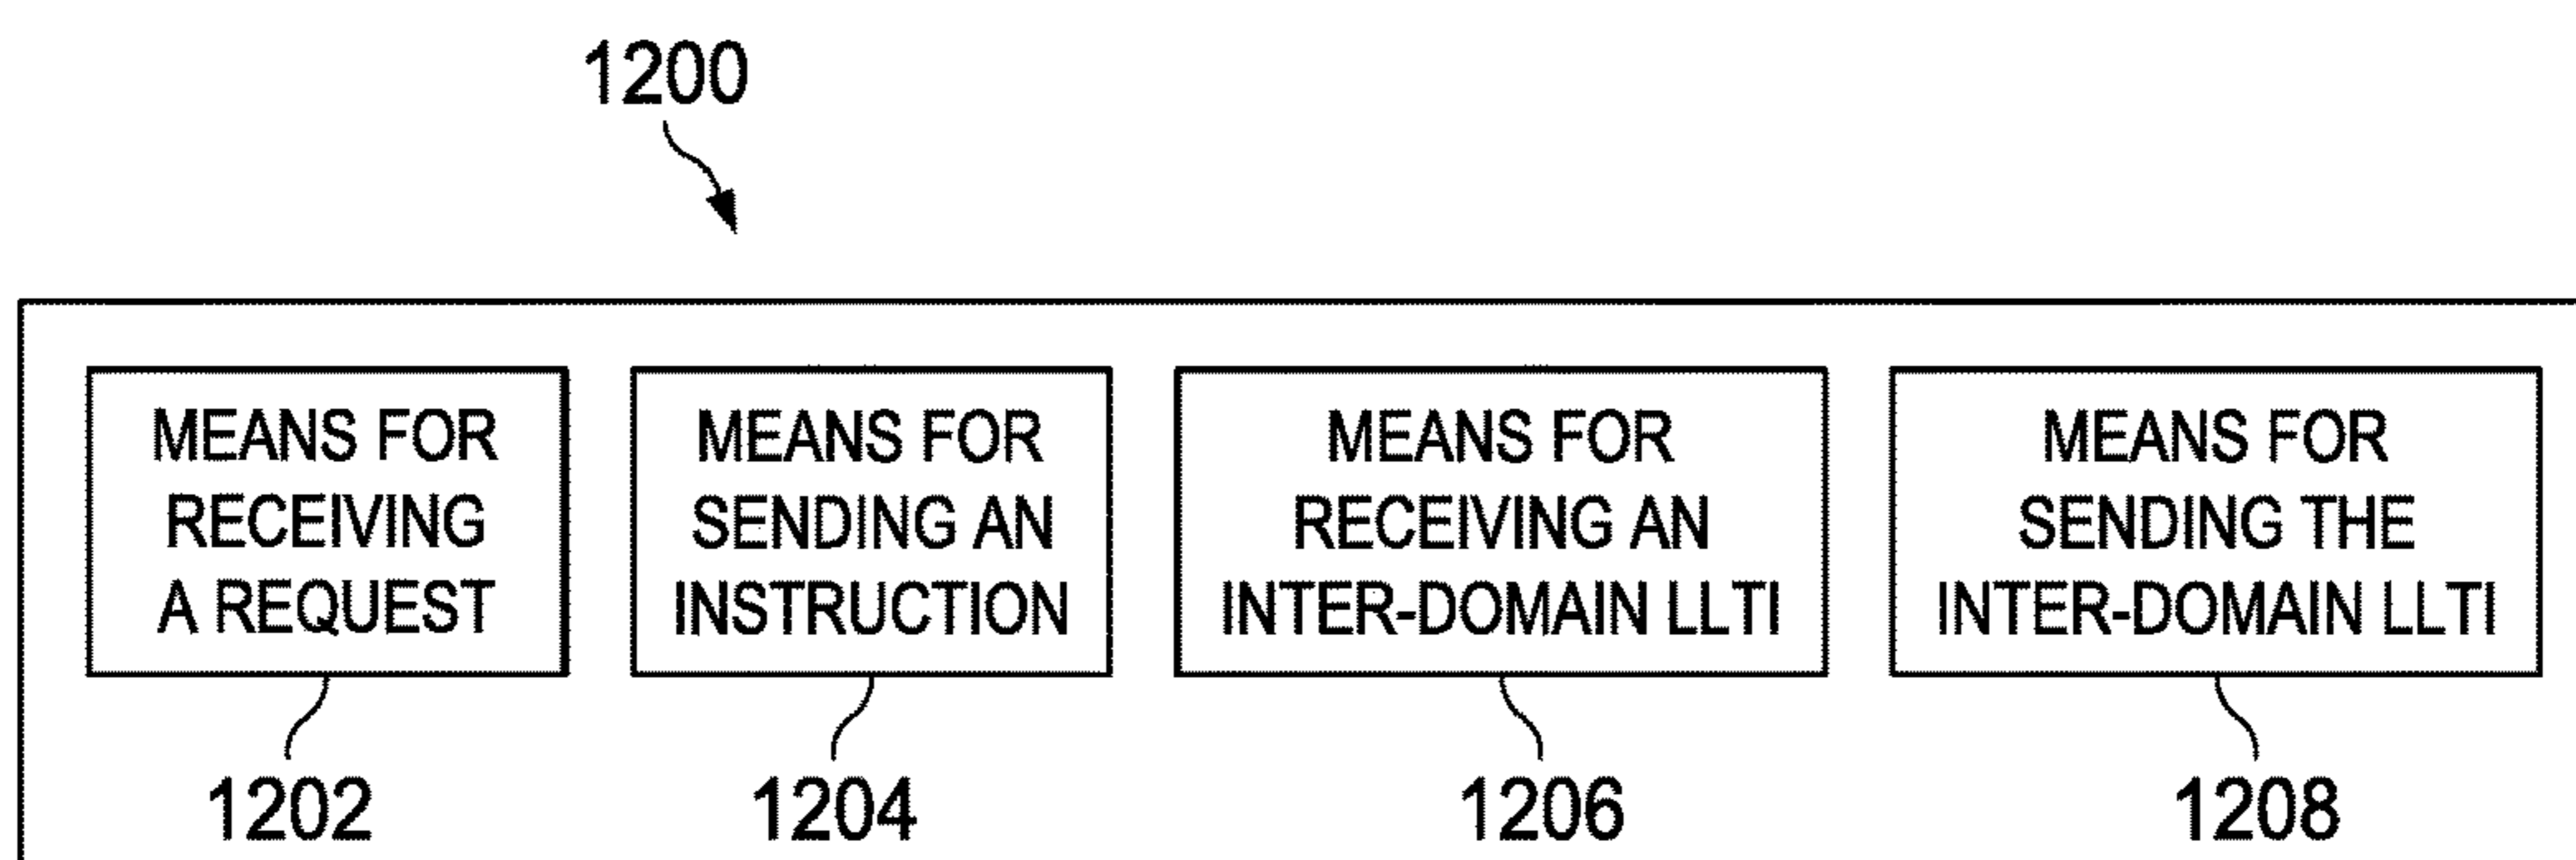 1200
MEANS FOR
RECEIVING
A REQUEST
MEANS FOR
SENDING AN
INSTRUCTION
MEANS FOR
RECEIVING AN
INTER-DOMAIN LLTI
MEANS FOR
SENDING THE
INTER-DOMAIN LLTI
1202
1204
1206
1208